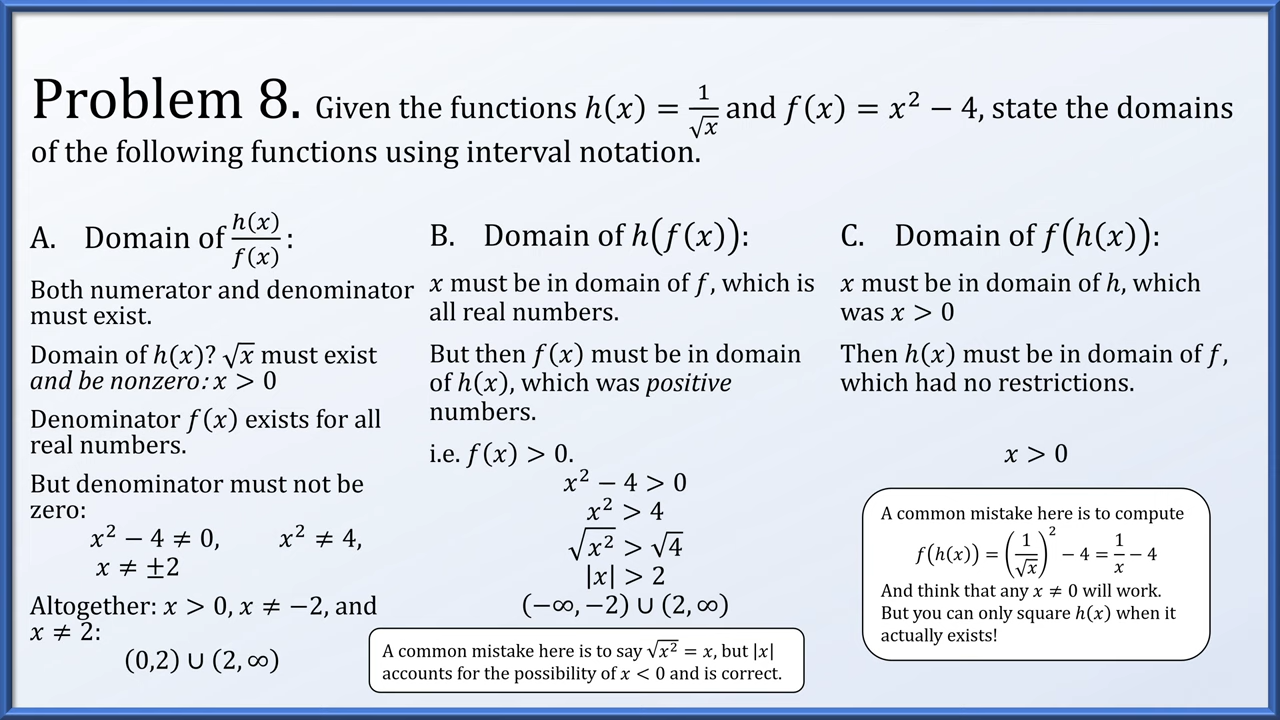 Problem 8. Given the functions h(x) = 1/√x and f(x) = x² − 4, state the domains
of the following functions using interval notation.
A. Domain of h(x)/f(x):
Both numerator and denominator
must exist.
Domain of h(x)? √x must exist
and be nonzero: x > 0
Denominator f(x) exists for all
real numbers.
But denominator must not be
zero:
x² − 4 ≠ 0, x² ≠ 4,
x ≠ ±2
Altogether: x > 0, x ≠ −2, and
x ≠ 2:
(0,2) ∪ (2, ∞)
B. Domain of h(f(x)):
x must be in domain of f, which is
all real numbers.
But then f(x) must be in domain
of h(x), which was positive
numbers.
i.e. f(x) > 0.
x² − 4 > 0
x² > 4
√x² > √4
|x| > 2
(−∞, −2) ∪ (2, ∞)
A common mistake here is to say √x² = x, but |x|
accounts for the possibility of x < 0 and is correct.
C. Domain of f(h(x)):
x must be in domain of h, which
was x > 0
Then h(x) must be in domain of f,
which had no restrictions.
x > 0
A common mistake here is to compute
f(h(x)) = (1/√x)² − 4 = 1/x − 4
And think that any x ≠ 0 will work.
But you can only square h(x) when it
actually exists!